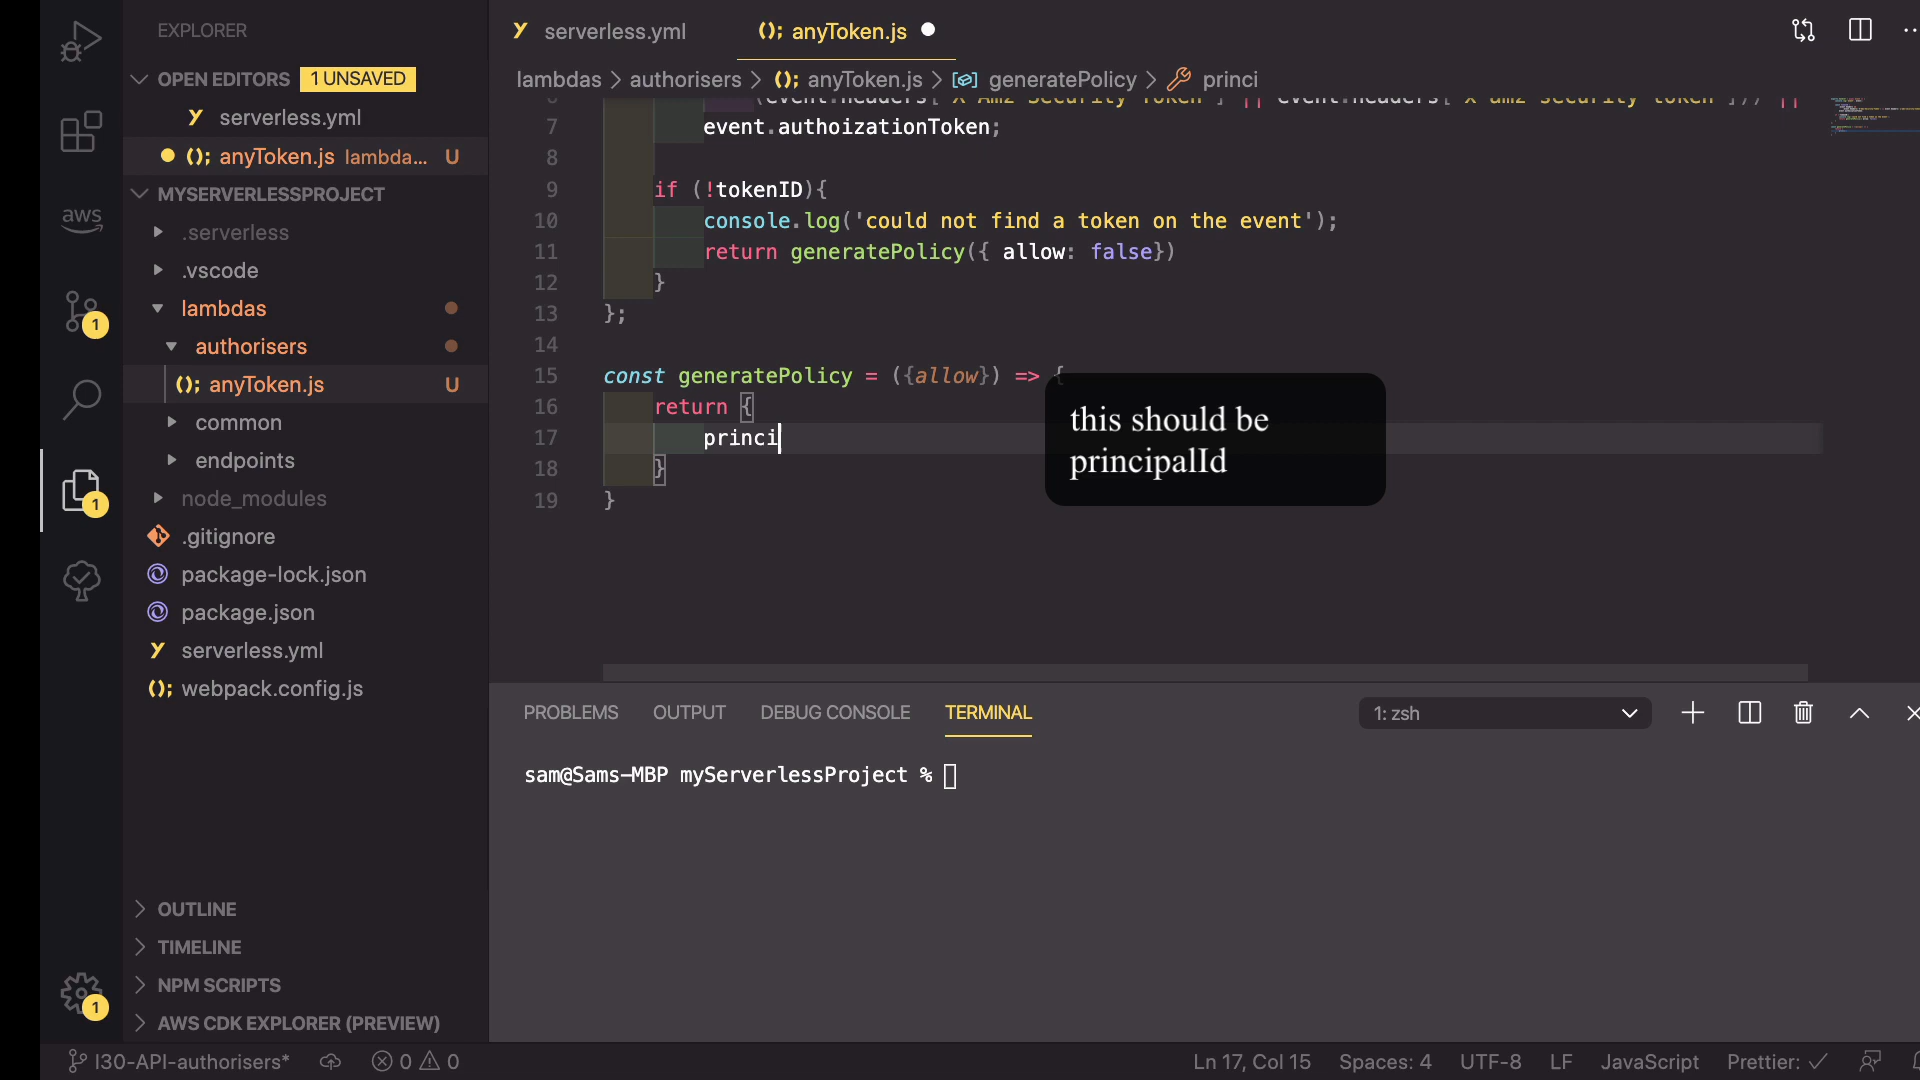 EXPLORER
serverless.yml
(); anyToken.js
OPEN EDITORS 1 UNSAVED
lambdas > authorisers > (); anyToken.js > generatePolicy > princi
serverless.yml
(); anyToken.js lambda... U
7 event.authoizationToken;
8
MYSERVERLESSPROJECT
9 if (!tokenID){
aws
.serverless
10 console.log('could not find a token on the event');
11 return generatePolicy({ allow: false})
.vscode
12 }
lambdas
13 };
1
authorisers
14
(); anyToken.js U
15 const generatePolicy = ({allow}) => {
common
16 return {
this should be
principalId
17 princi
endpoints
18 }
node_modules
19 }
1
.gitignore
package-lock.json
package.json
serverless.yml
(); webpack.config.js
PROBLEMS OUTPUT DEBUG CONSOLE TERMINAL
1: zsh
sam@Sams-MBP myServerlessProject %
OUTLINE
TIMELINE
NPM SCRIPTS
1
AWS CDK EXPLORER (PREVIEW)
I30-API-authorisers* 0 0
Ln 17, Col 15 Spaces: 4 UTF-8 LF JavaScript Prettier: ✓